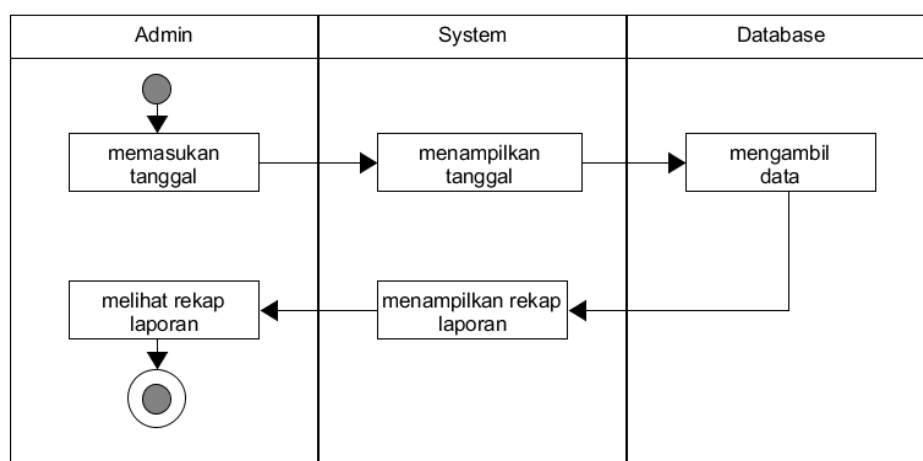 Admin
System
Database
memasukan
tanggal
menampilkan
tanggal
mengambil
data
melihat rekap
laporan
menampilkan rekap
laporan